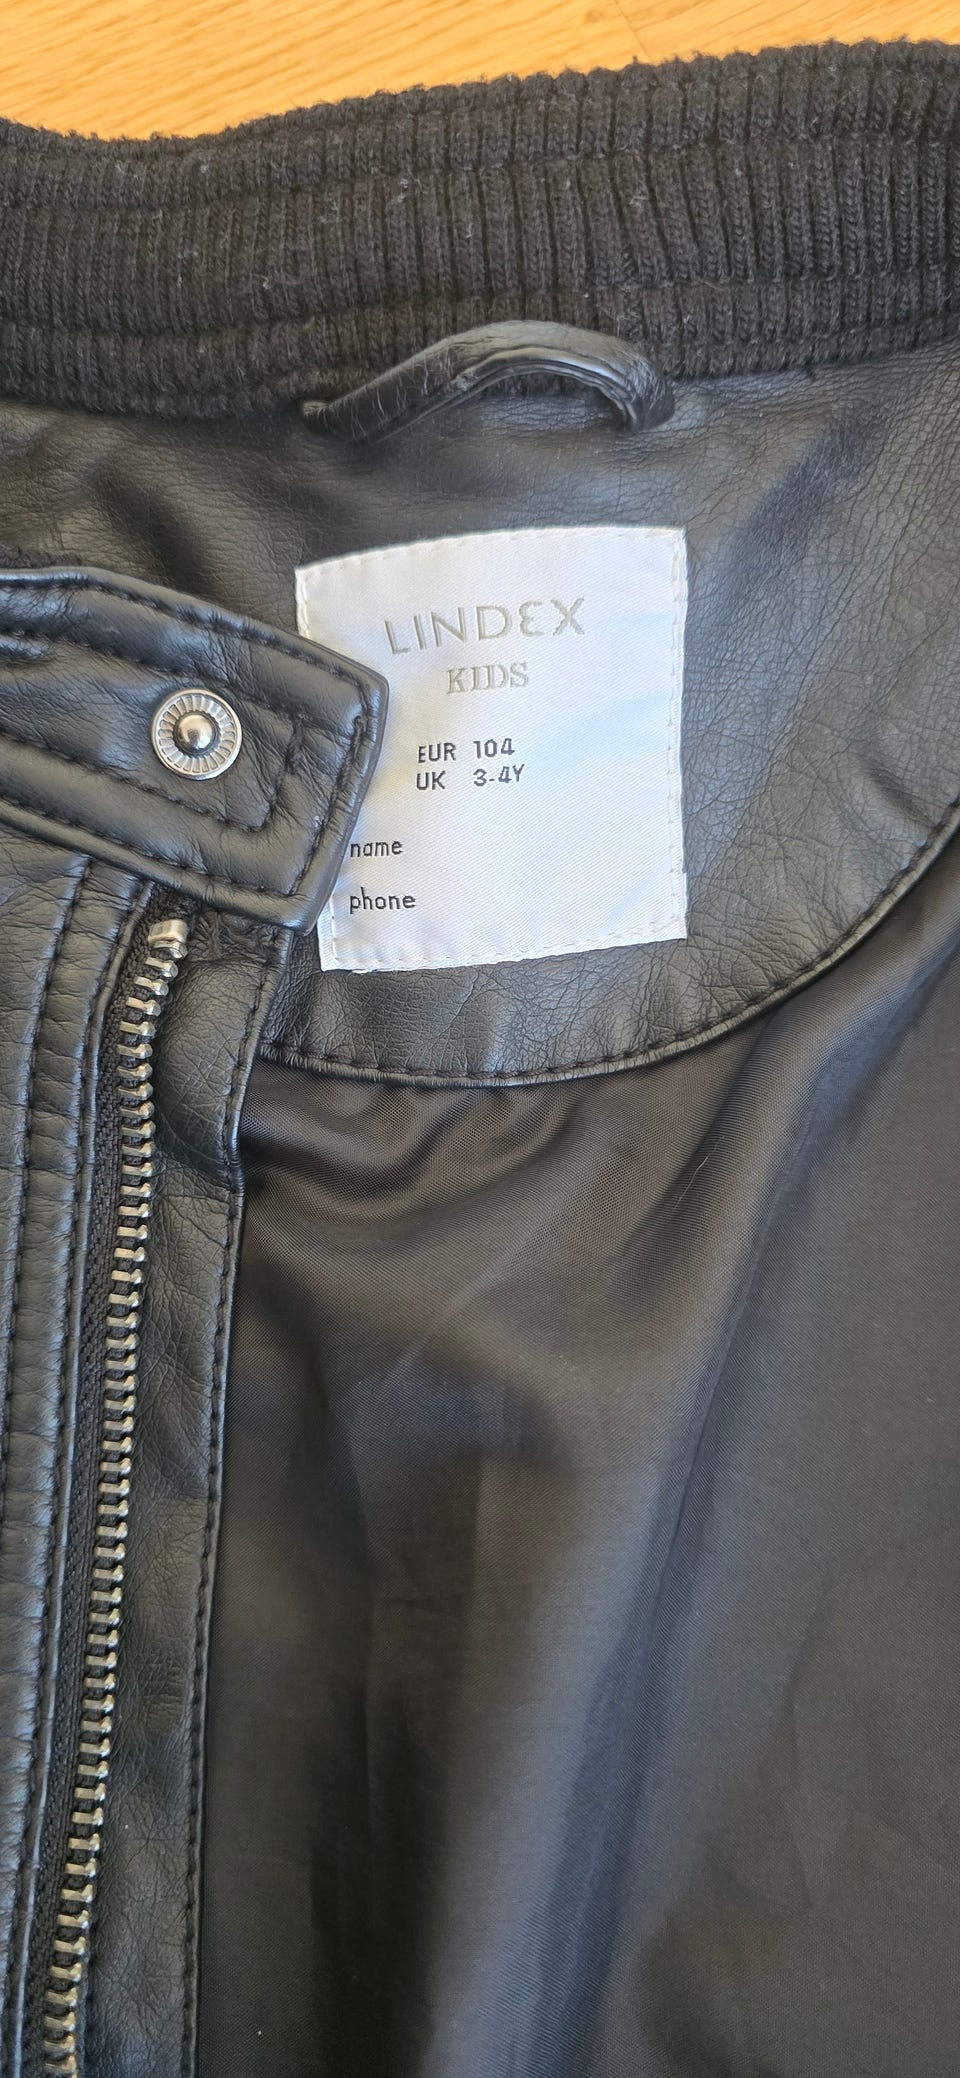 LINDEX
KIDS
EUR 104
UK 3-4Y
name
phone